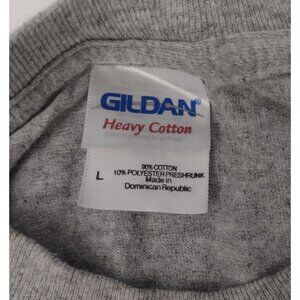 GILDAN®
Heavy Cotton
L
90% COTTON
10% POLYESTER PRESHRUNK
Made in
Dominican Republic